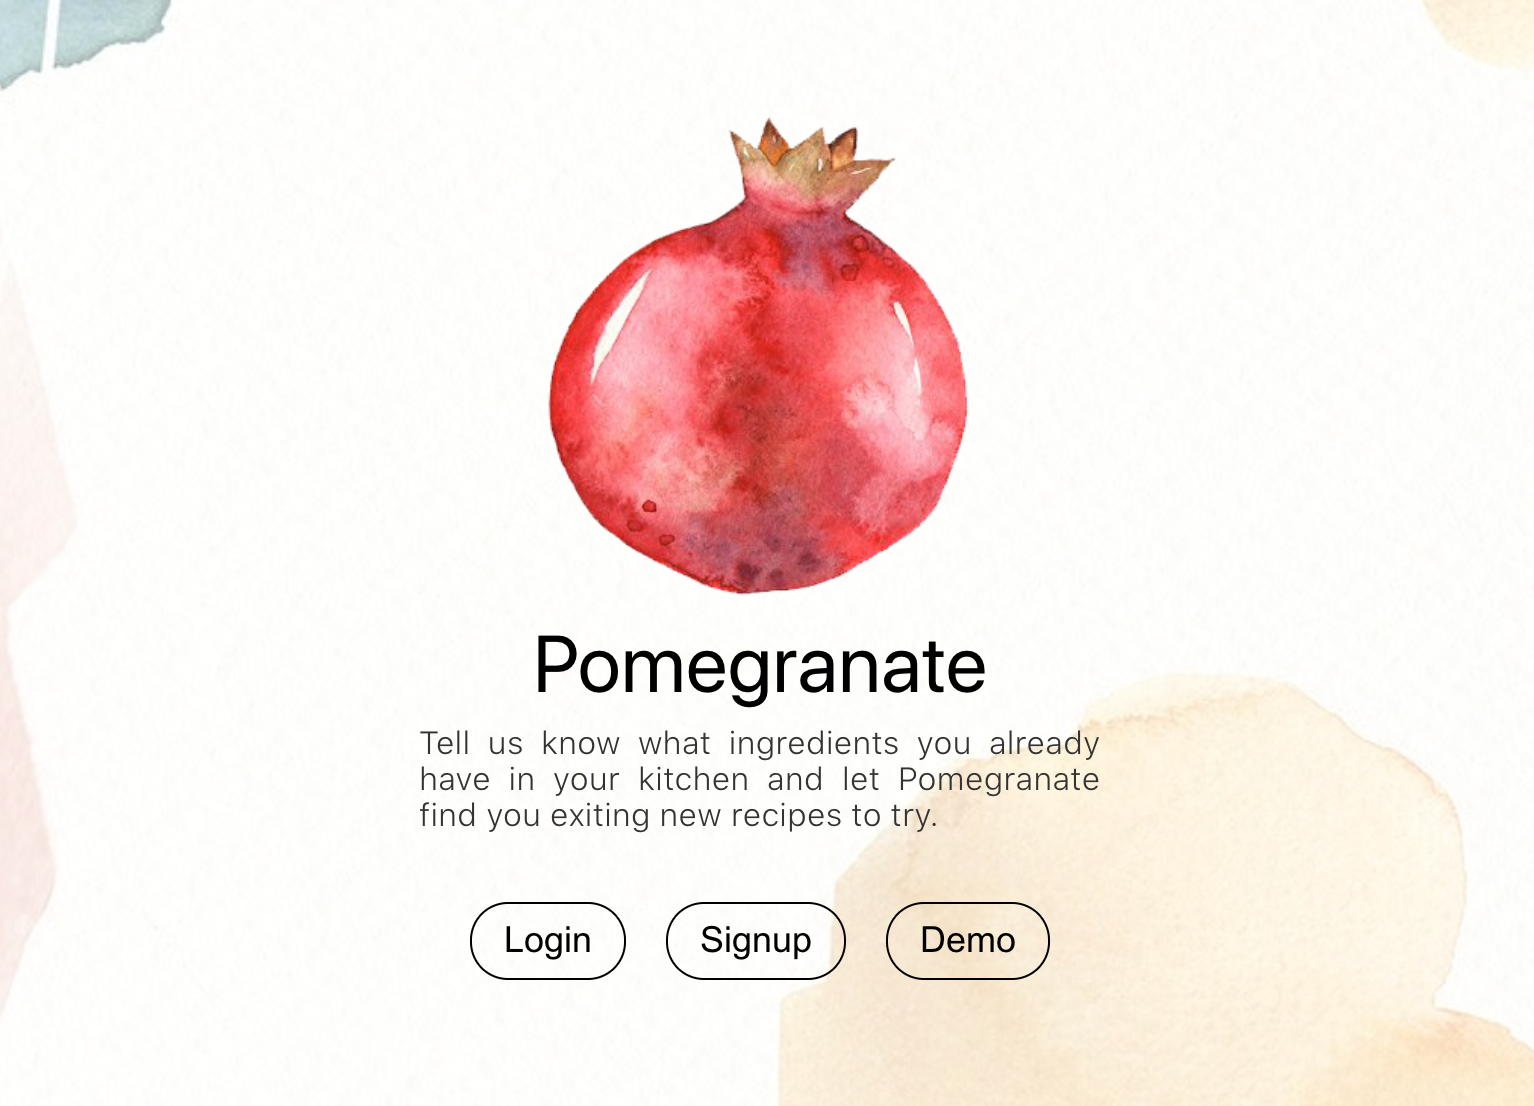 Pomegranate
Tell us know what ingredients you already
have in your kitchen and let Pomegranate
find you exiting new recipes to try.
Login
Signup
Demo